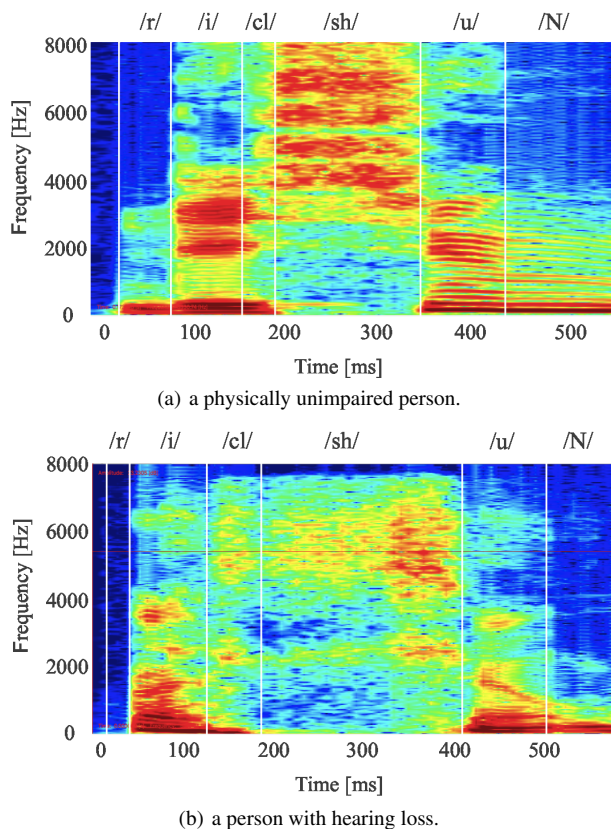 /r/ /i/ /cl/ /sh/ /u/ /N/
8000
6000
4000
2000
0
Frequency [Hz]
0 100 200 300 400 500
Time [ms]
(a) a physically unimpaired person.
/r/ /i/ /cl/ /sh/ /u/ /N/
8000
6000
4000
2000
0
Frequency [Hz]
0 100 200 300 400 500
Time [ms]
(b) a person with hearing loss.